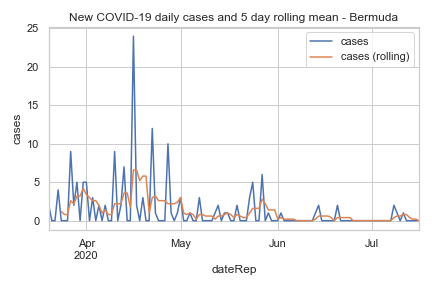 New COVID-19 daily cases and 5 day rolling mean - Bermuda
cases
cases (rolling)
25
20
15
10
5
0
cases
Apr
2020
May
Jun
Jul
dateRep